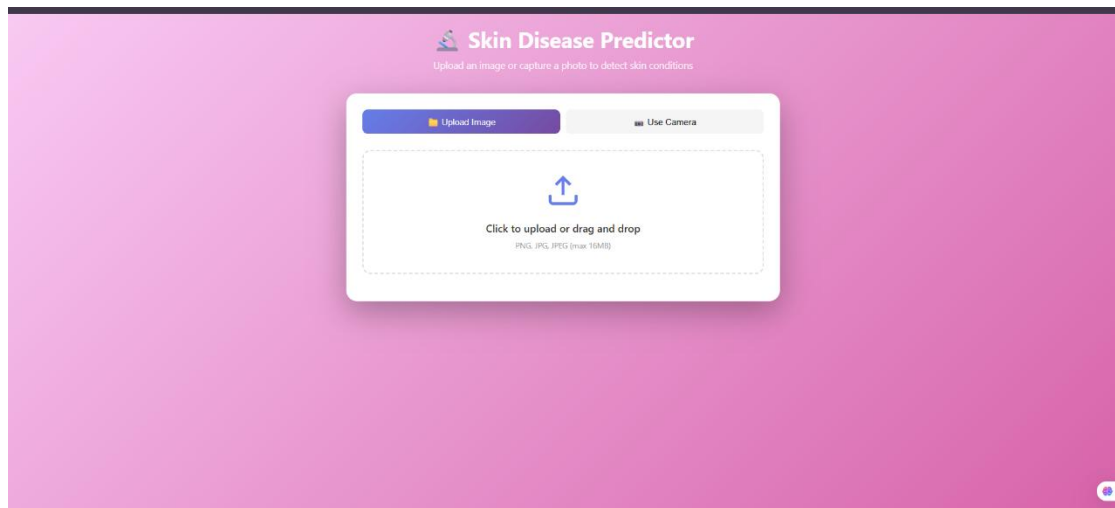 Skin Disease Predictor
Upload an image or capture a photo to detect skin conditions
Upload Image
Use Camera
Click to upload or drag and drop
PNG, JPG, JPEG (max 16MB)